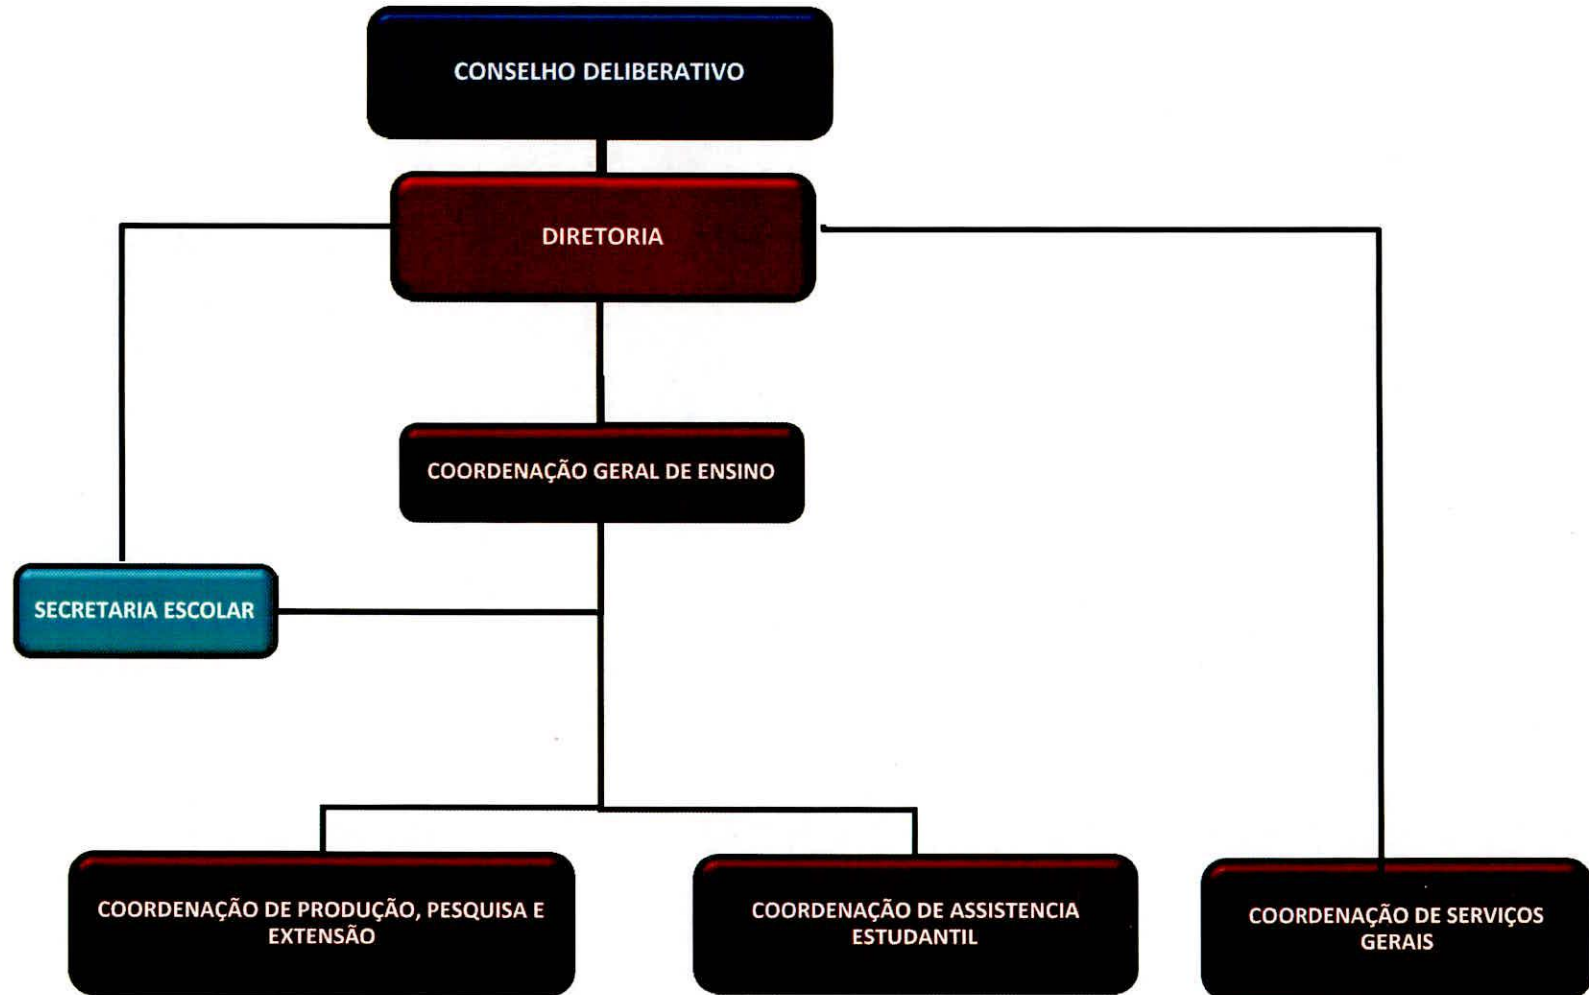 CONSELHO DELIBERATIVO
DIRETORIA
COORDENAÇÃO GERAL DE ENSINO
SECRETARIA ESCOLAR
COORDENAÇÃO DE PRODUÇÃO, PESQUISA E
EXTENSÃO
COORDENAÇÃO DE ASSISTENCIA
ESTUDANTIL
COORDENAÇÃO DE SERVIÇOS
GERAIS